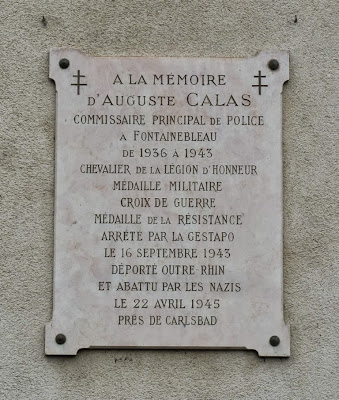 A LA MÉMOIRE
D'AUGUSTE CALAS
COMMISSAIRE PRINCIPAL DE POLICE
A FONTAINEBLEAU
DE 1936 A 1943
CHEVALIER DE LA LEGION D'HONNEUR
MÉDAILLE MILITAIRE
CROIX DE GUERRE
MÉDAILLE DE LA RÉSISTANCE
ARRÊTÉ PAR LA GESTAPO
LE 16 SEPTEMBRE 1943
DÉPORTÉ OUTRE RHIN
ET ABATTU PAR LES NAZIS
LE 22 AVRIL 1945
PRÈS DE CARLSBAD